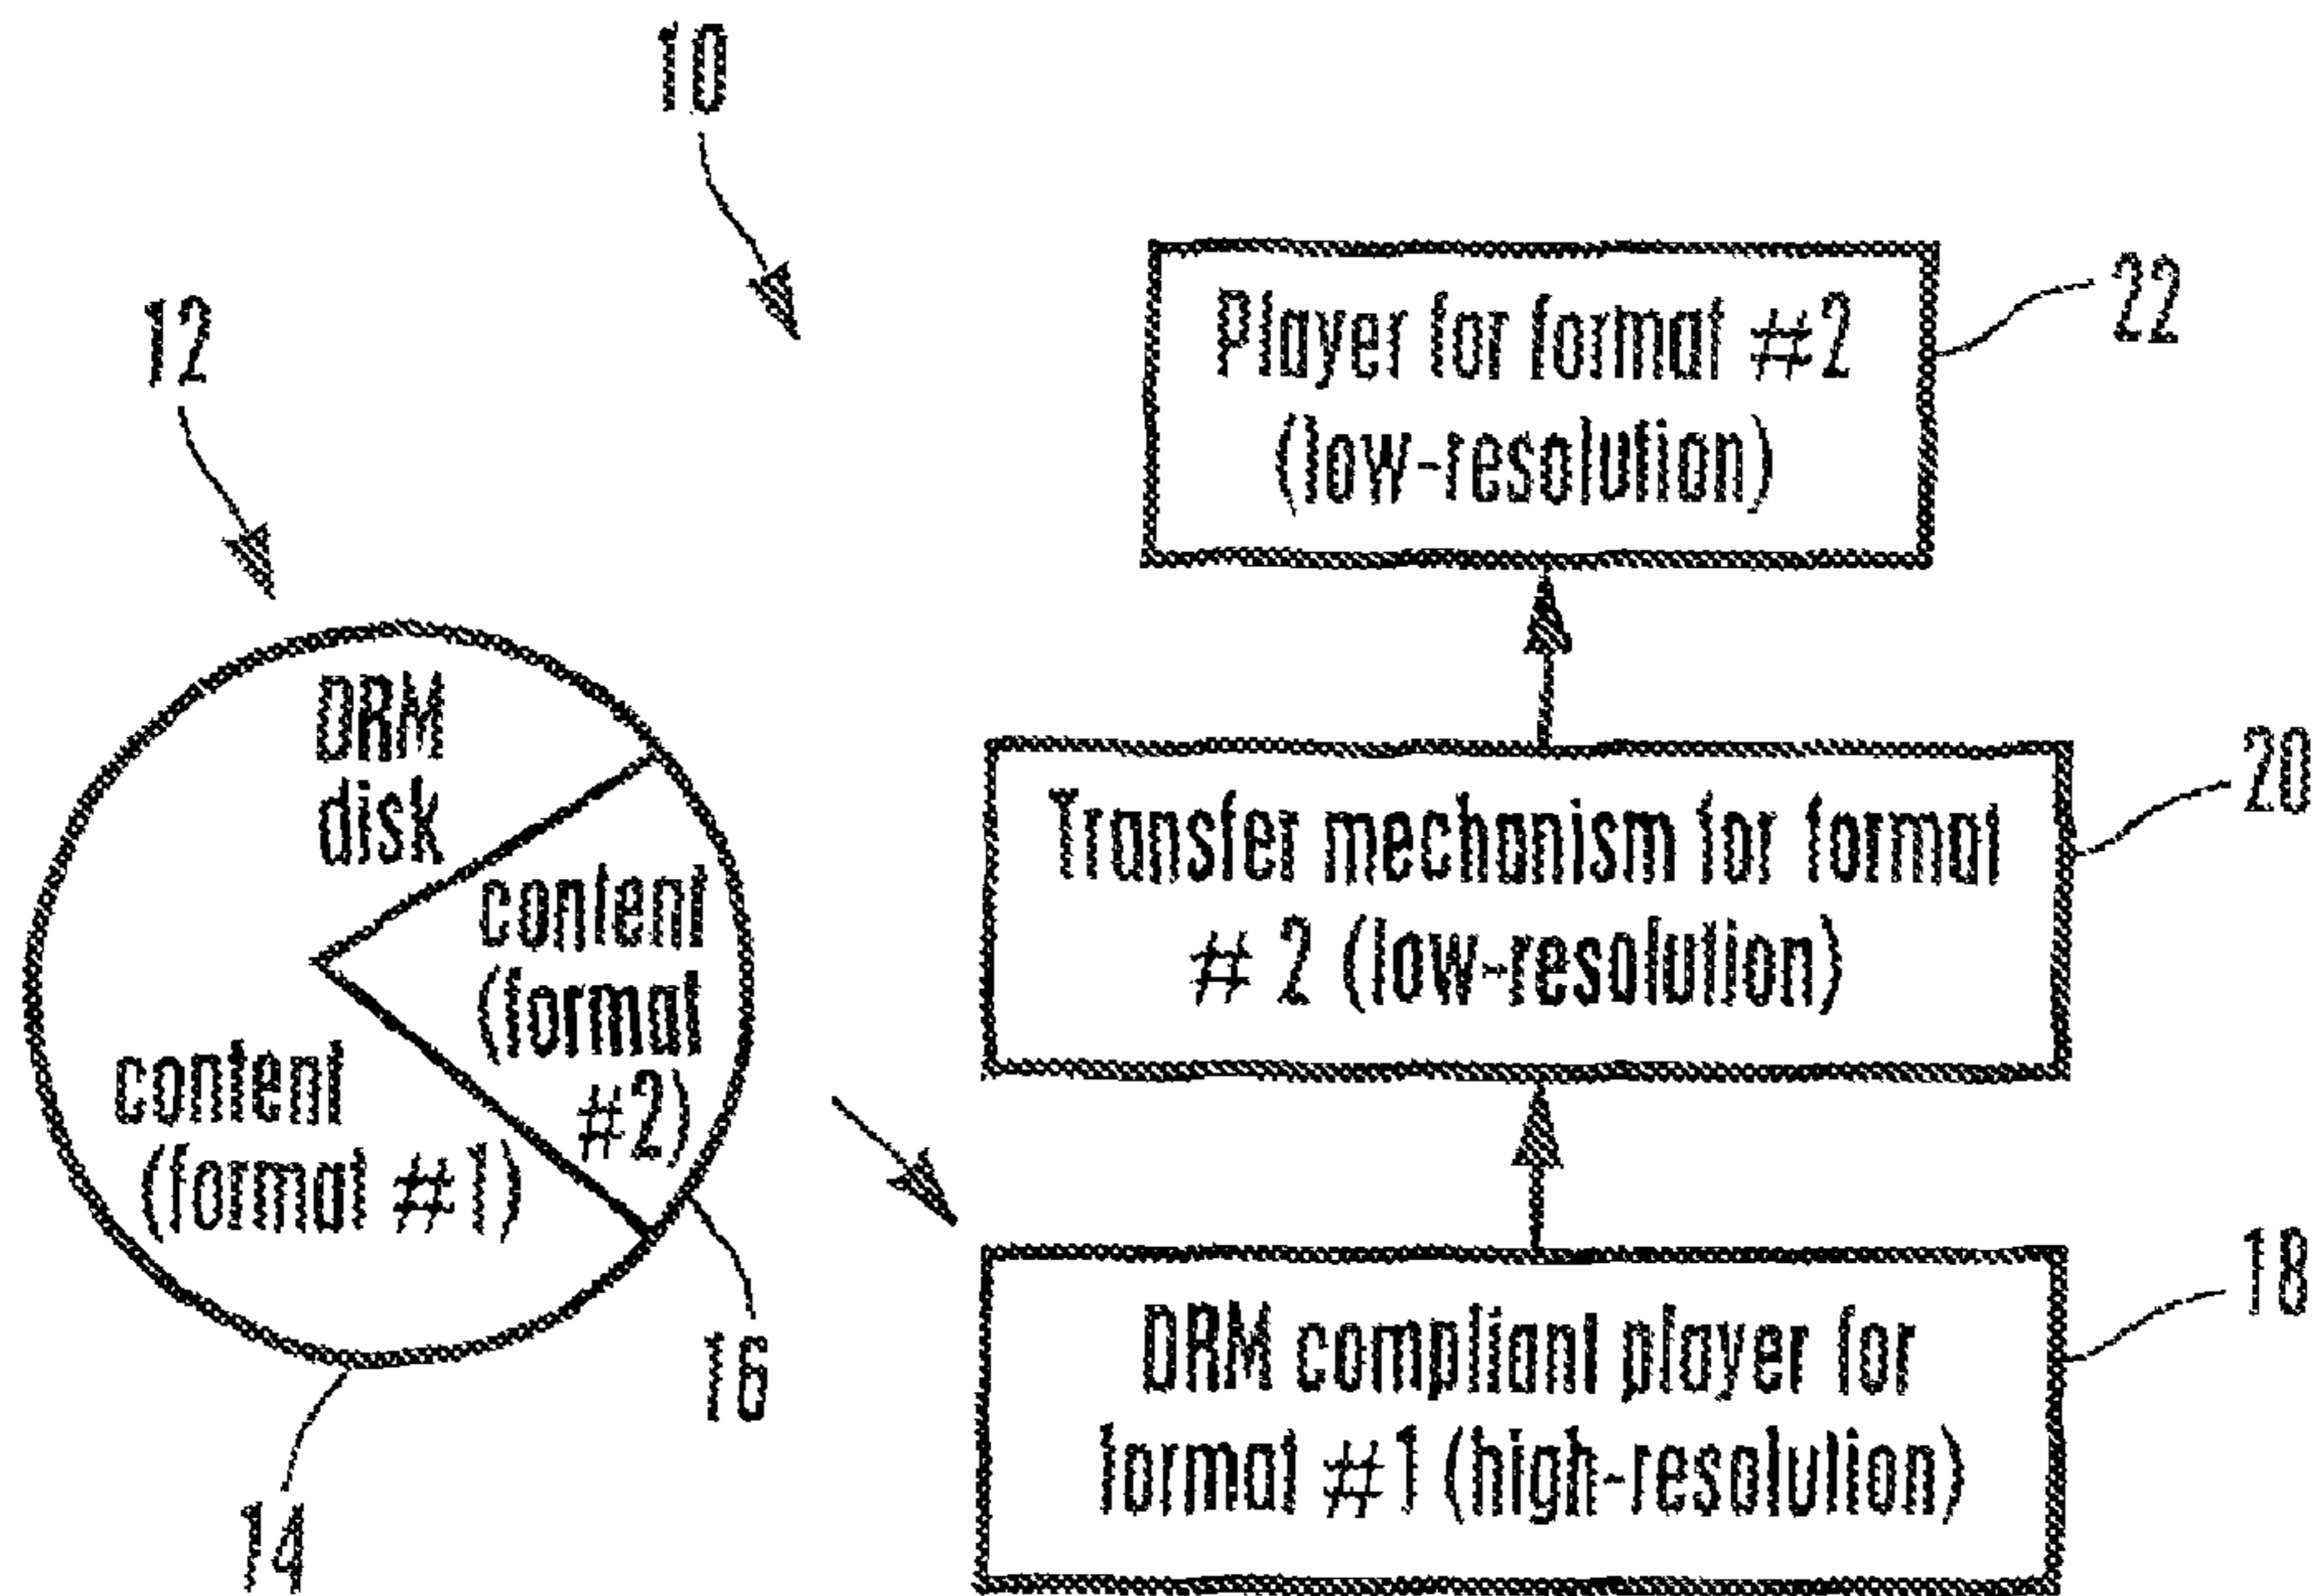 10
12
DRM
disk
content
(format
#2)
content
(format #1)
16
14
Player for format #2
(low-resolution)
22
Transfer mechanism for format
# 2 (low-resolution)
20
DRM compliant player for
format #1 (high-resolution)
18